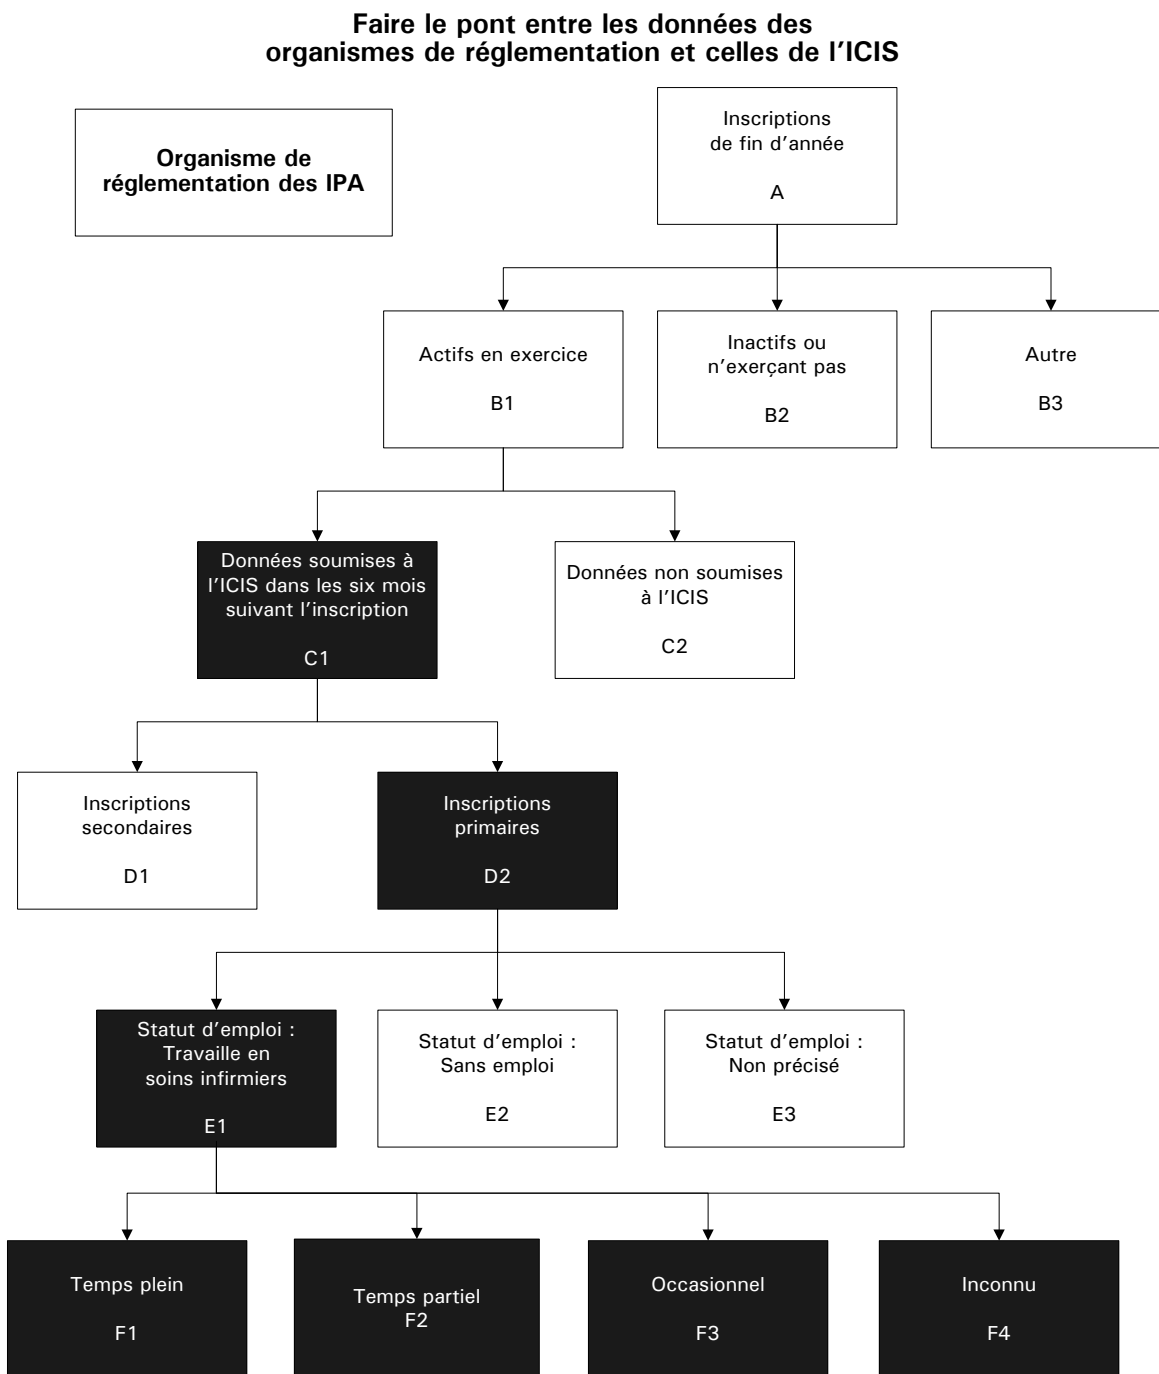 Faire le pont entre les données des
organismes de réglementation et celles de l'ICIS
Organisme de
réglementation des IPA
Inscriptions
de fin d'année
A
Actifs en exercice
B1
Inactifs ou
n'exerçant pas
B2
Autre
B3
Données soumises à
l'ICIS dans les six mois
suivant l'inscription
C1
Données non soumises
à l'ICIS
C2
Inscriptions
secondaires
D1
Inscriptions
primaires
D2
Statut d'emploi :
Travaille en
soins infirmiers
E1
Statut d'emploi :
Sans emploi
E2
Statut d'emploi :
Non précisé
E3
Temps plein
F1
Temps partiel
F2
Occasionnel
F3
Inconnu
F4